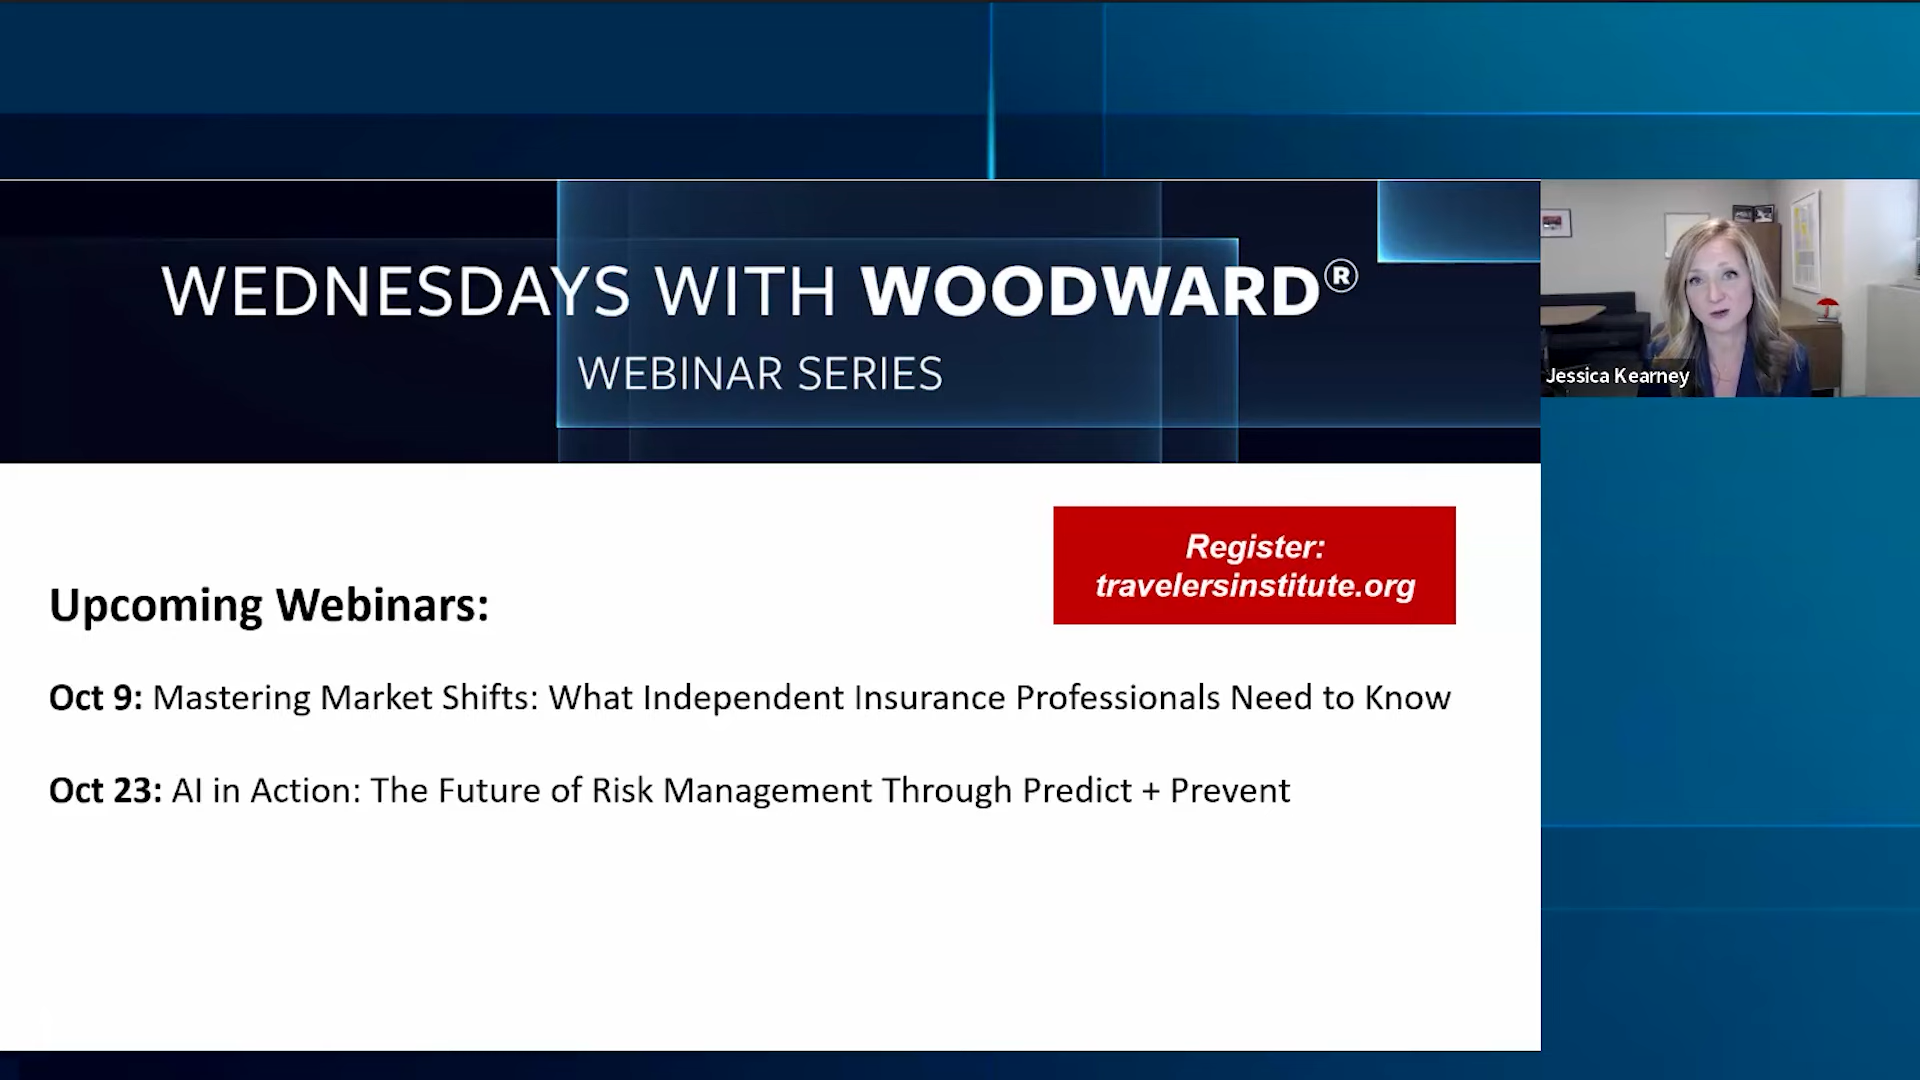 WEDNESDAYS WITH WOODWARD®
WEBINAR SERIES
Jessica Kearney
Register:
travelersinstitute.org
Upcoming Webinars:
Oct 9: Mastering Market Shifts: What Independent Insurance Professionals Need to Know
Oct 23: AI in Action: The Future of Risk Management Through Predict + Prevent